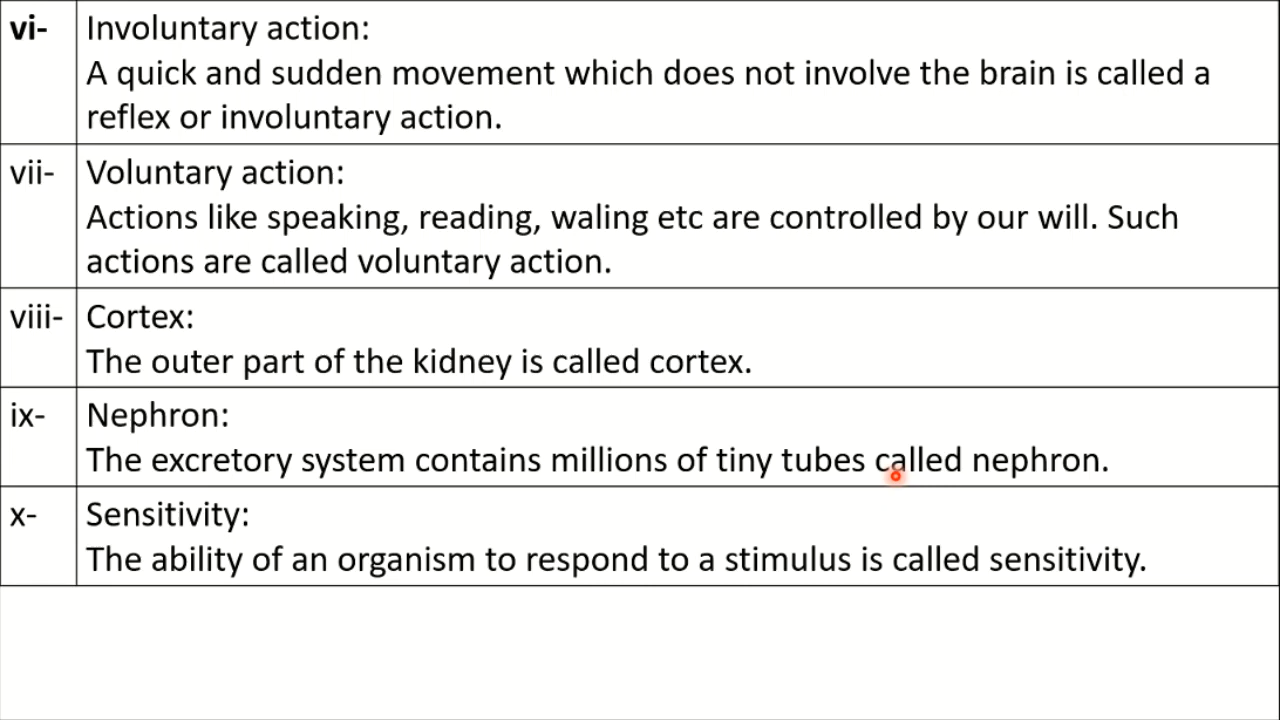 vi- Involuntary action:
A quick and sudden movement which does not involve the brain is called a
reflex or involuntary action.
vii- Voluntary action:
Actions like speaking, reading, waling etc are controlled by our will. Such
actions are called voluntary action.
viii- Cortex:
The outer part of the kidney is called cortex.
ix- Nephron:
The excretory system contains millions of tiny tubes called nephron.
x- Sensitivity:
The ability of an organism to respond to a stimulus is called sensitivity.